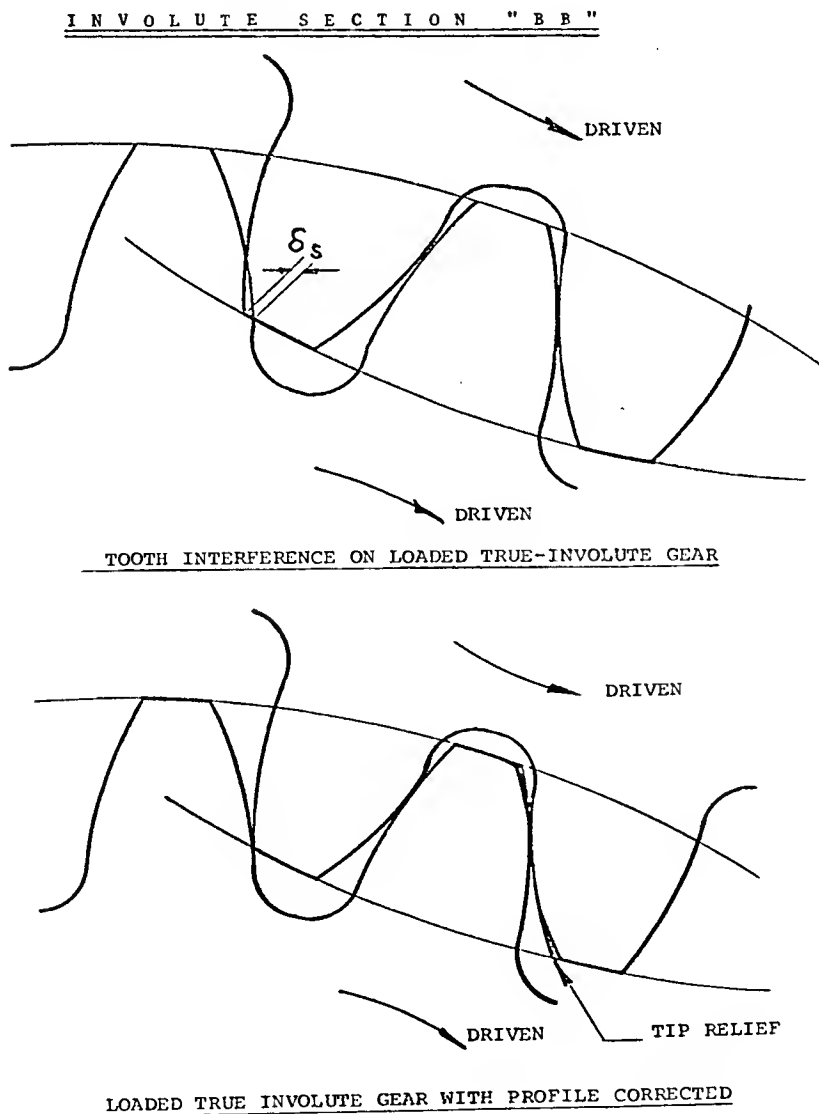 INVOLUTE SECTION "BB"
DRIVEN
δs
DRIVEN
TOOTH INTERFERENCE ON LOADED TRUE-INVOLUTE GEAR
DRIVEN
DRIVEN
TIP RELIEF
LOADED TRUE INVOLUTE GEAR WITH PROFILE CORRECTED